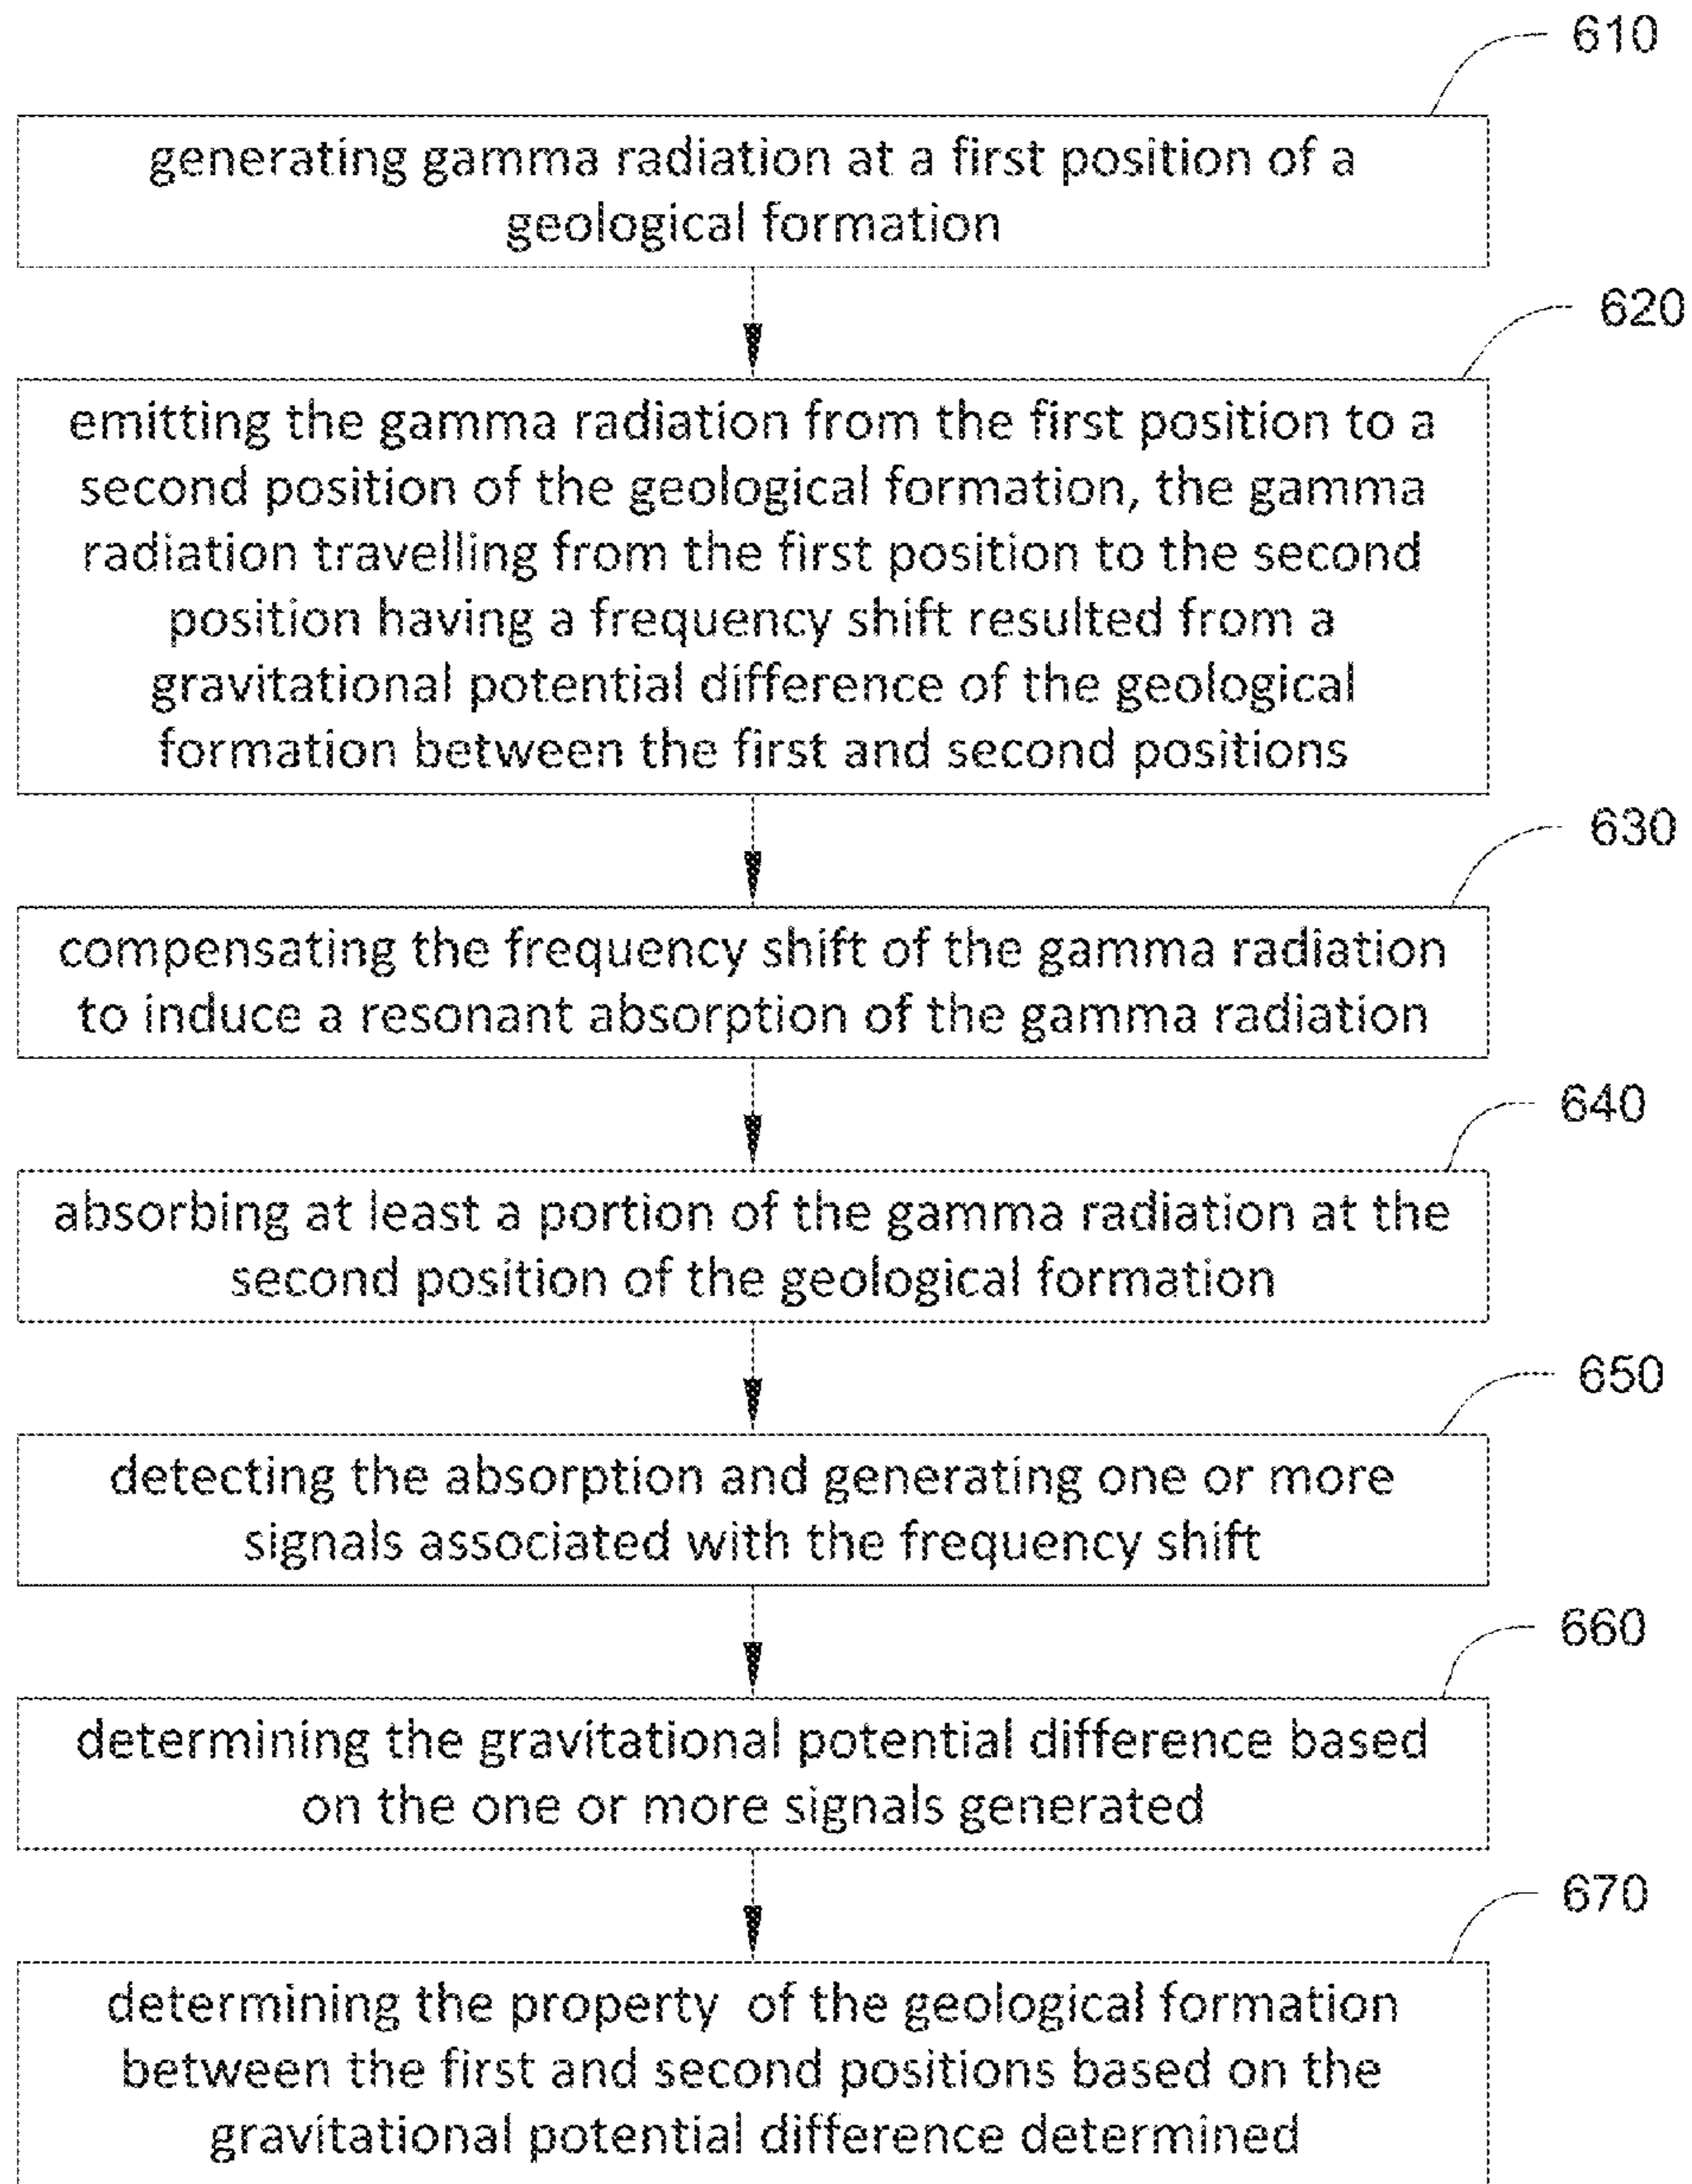 610
generating gamma radiation at a first position of a
geological formation
620
emitting the gamma radiation from the first position to a
second position of the geological formation, the gamma
radiation travelling from the first position to the second
position having a frequency shift resulted from a
gravitational potential difference of the geological
formation between the first and second positions
630
compensating the frequency shift of the gamma radiation
to induce a resonant absorption of the gamma radiation
640
absorbing at least a portion of the gamma radiation at the
second position of the geological formation
650
detecting the absorption and generating one or more
signals associated with the frequency shift
660
determining the gravitational potential difference based
on the one or more signals generated
670
determining the property of the geological formation
between the first and second positions based on the
gravitational potential difference determined